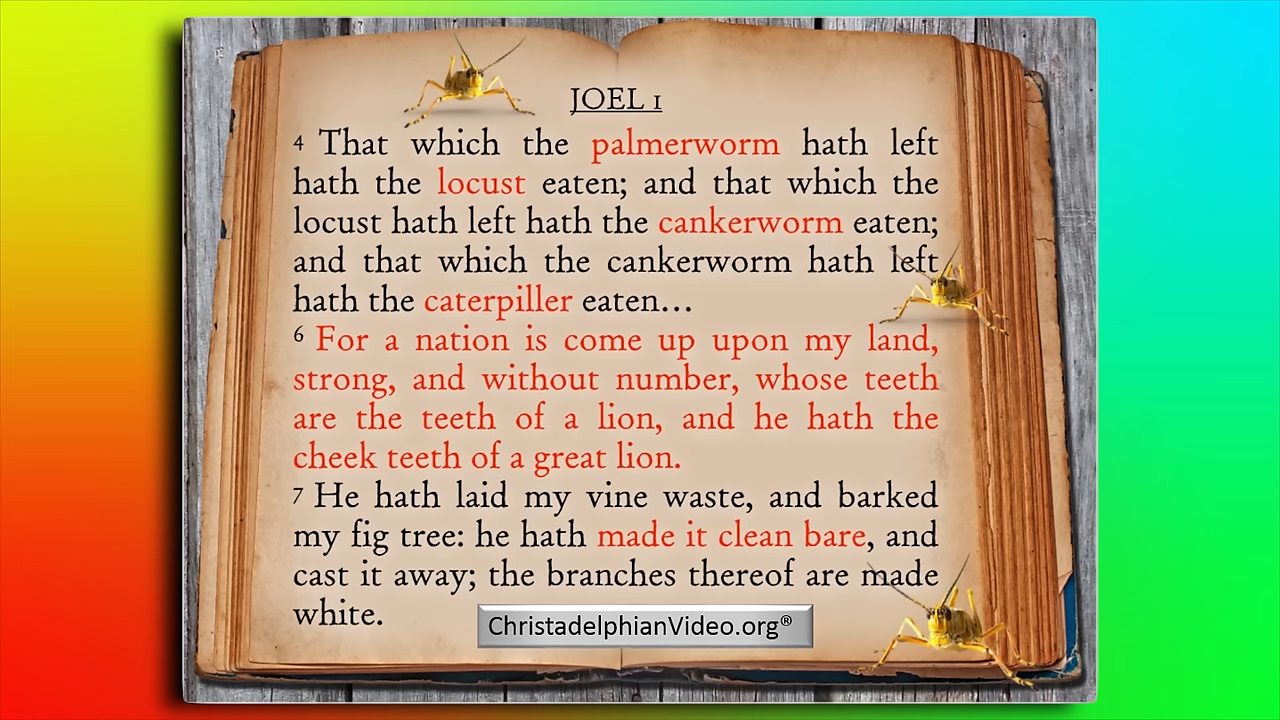 JOEL 1
4 That which the palmerworm hath left
hath the locust eaten; and that which the
locust hath left hath the cankerworm eaten;
and that which the cankerworm hath left
hath the caterpiller eaten…
6 For a nation is come up upon my land,
strong, and without number, whose teeth
are the teeth of a lion, and he hath the
cheek teeth of a great lion.
7 He hath laid my vine waste, and barked
my fig tree: he hath made it clean bare, and
cast it away; the branches thereof are made
white.
ChristadelphianVideo.org®